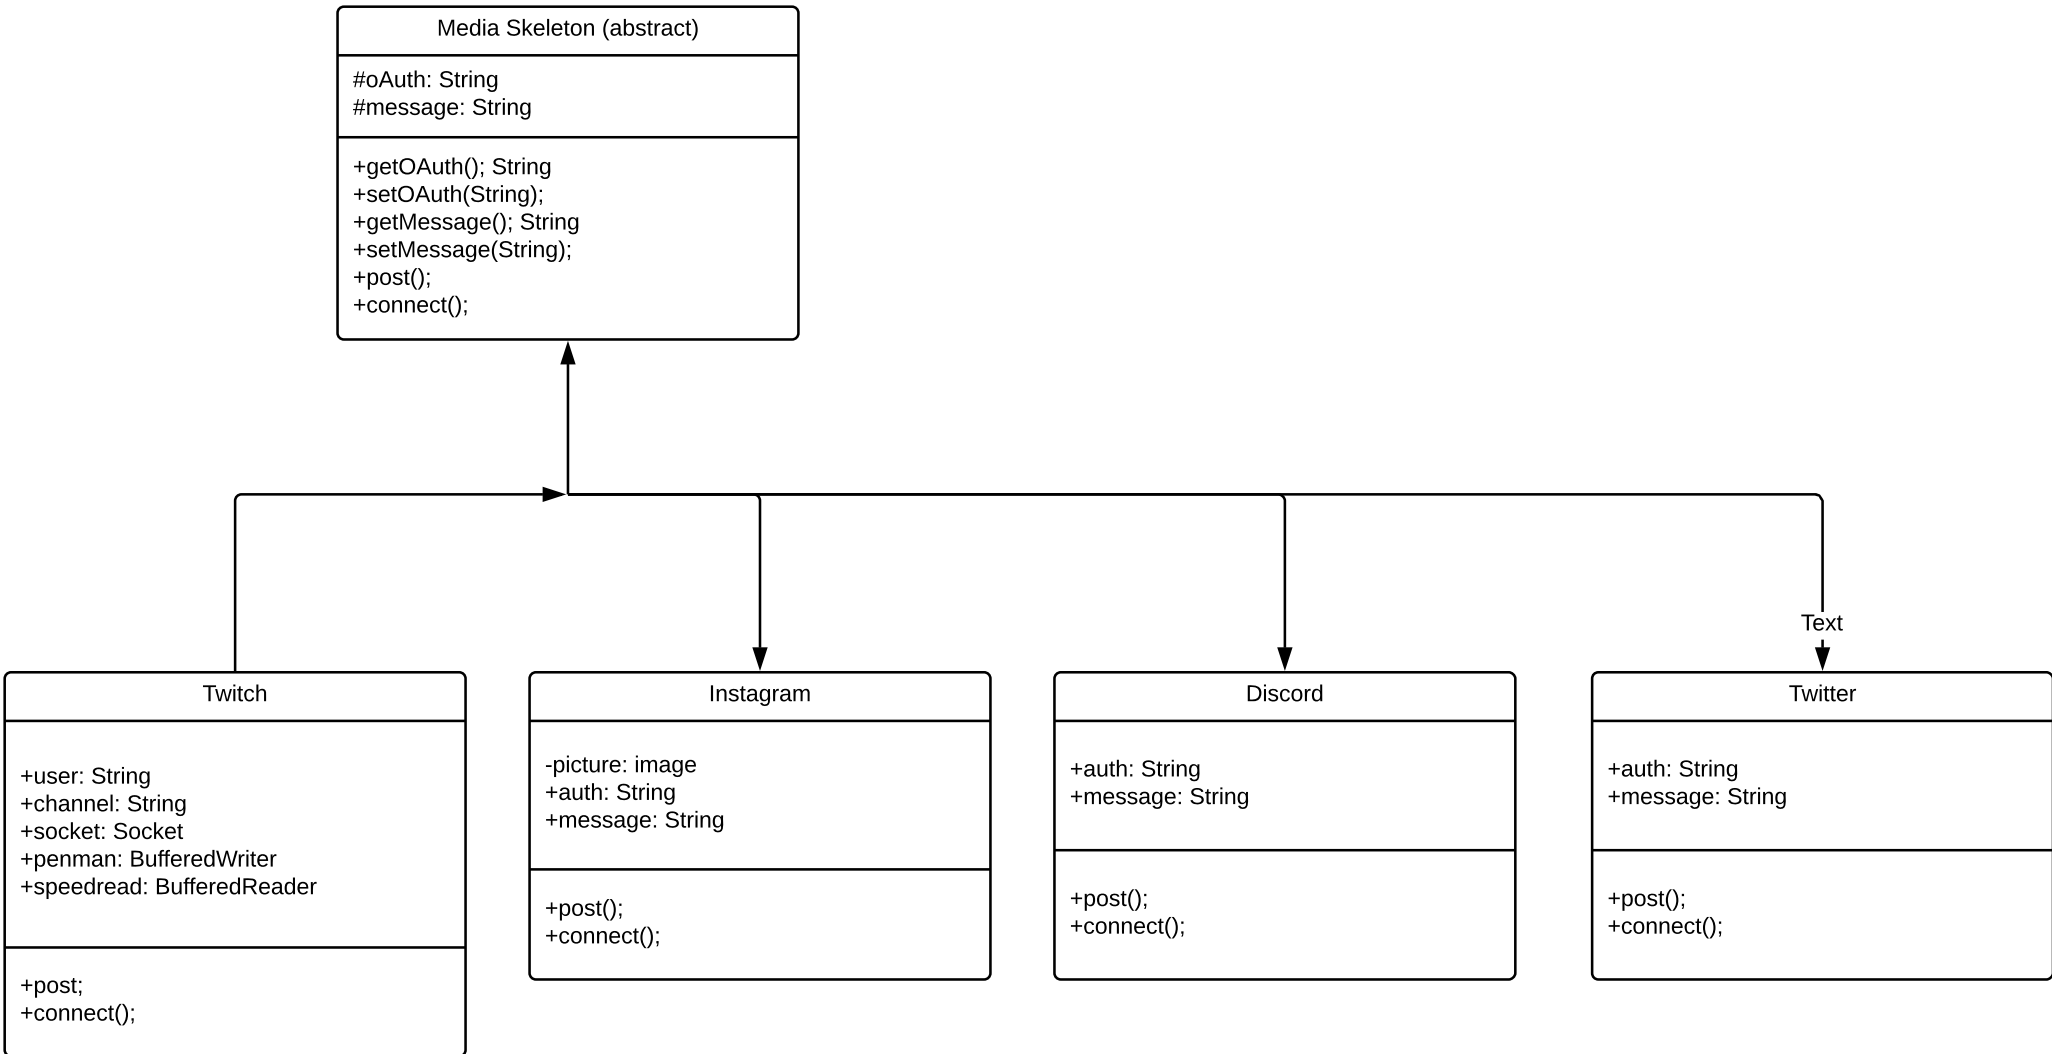 Media Skeleton (abstract)
#oAuth: String
#message: String
+getOAuth(); String
+setOAuth(String);
+getMessage(); String
+setMessage(String);
+post();
+connect();
Text
Twitch
+user: String
+channel: String
+socket: Socket
+penman: BufferedWriter
+speedread: BufferedReader
+post;
+connect();
Instagram
-picture: image
+auth: String
+message: String
+post();
+connect();
Discord
+auth: String
+message: String
+post();
+connect();
Twitter
+auth: String
+message: String
+post();
+connect();